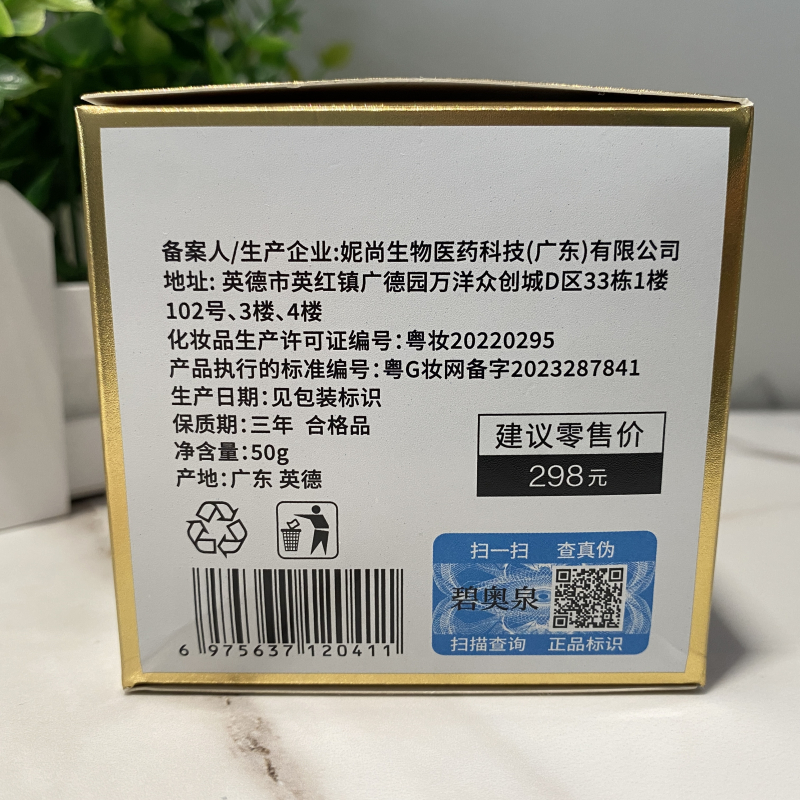 备案人/生产企业:妮尚生物医药科技(广东)有限公司
地址: 英德市英红镇广德园万洋众创城D区33栋1楼
102号、3楼、4楼
化妆品生产许可证编号:粤妆20220295
产品执行的标准编号:粤G妆网备字2023287841
生产日期:见包装标识
保质期:三年 合格品
净含量:50g
产地:广东 英德
建议零售价
298元
扫一扫 查真伪
碧奥泉
扫描查询 正品标识
6 975637 120411